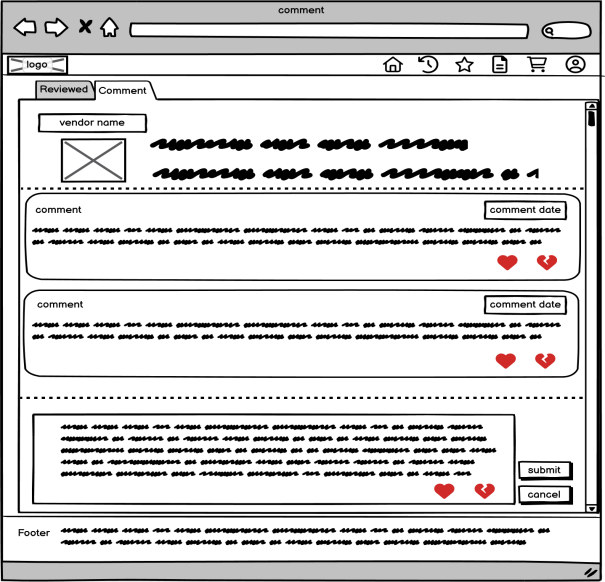 comment
logo
Reviewed Comment
vendor name
comment comment date
comment comment date
submit
cancel
Footer